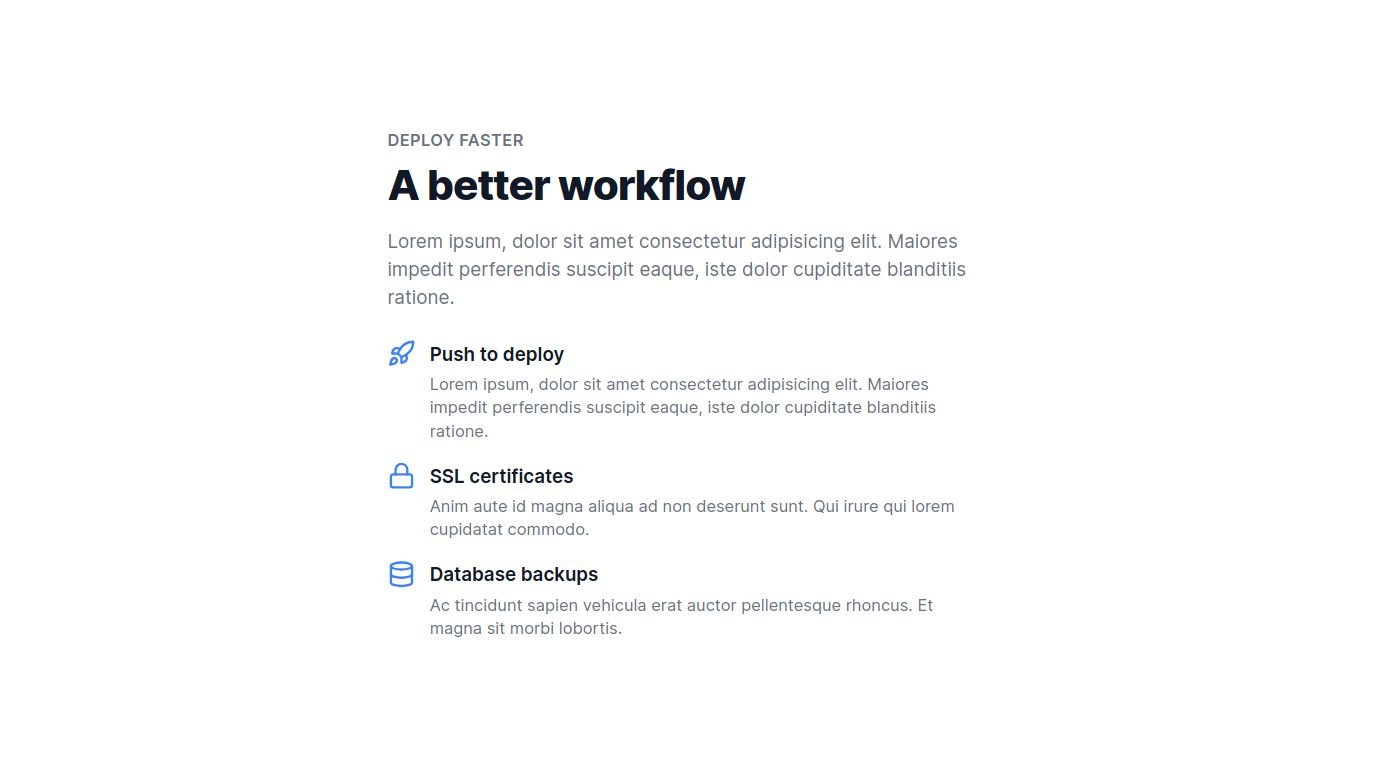 DEPLOY FASTER
A better workflow
Lorem ipsum, dolor sit amet consectetur adipisicing elit. Maiores
impedit perferendis suscipit eaque, iste dolor cupiditate blanditiis
ratione.
Push to deploy
Lorem ipsum, dolor sit amet consectetur adipisicing elit. Maiores
impedit perferendis suscipit eaque, iste dolor cupiditate blanditiis
ratione.
SSL certificates
Anim aute id magna aliqua ad non deserunt sunt. Qui irure qui lorem
cupidatat commodo.
Database backups
Ac tincidunt sapien vehicula erat auctor pellentesque rhoncus. Et
magna sit morbi lobortis.